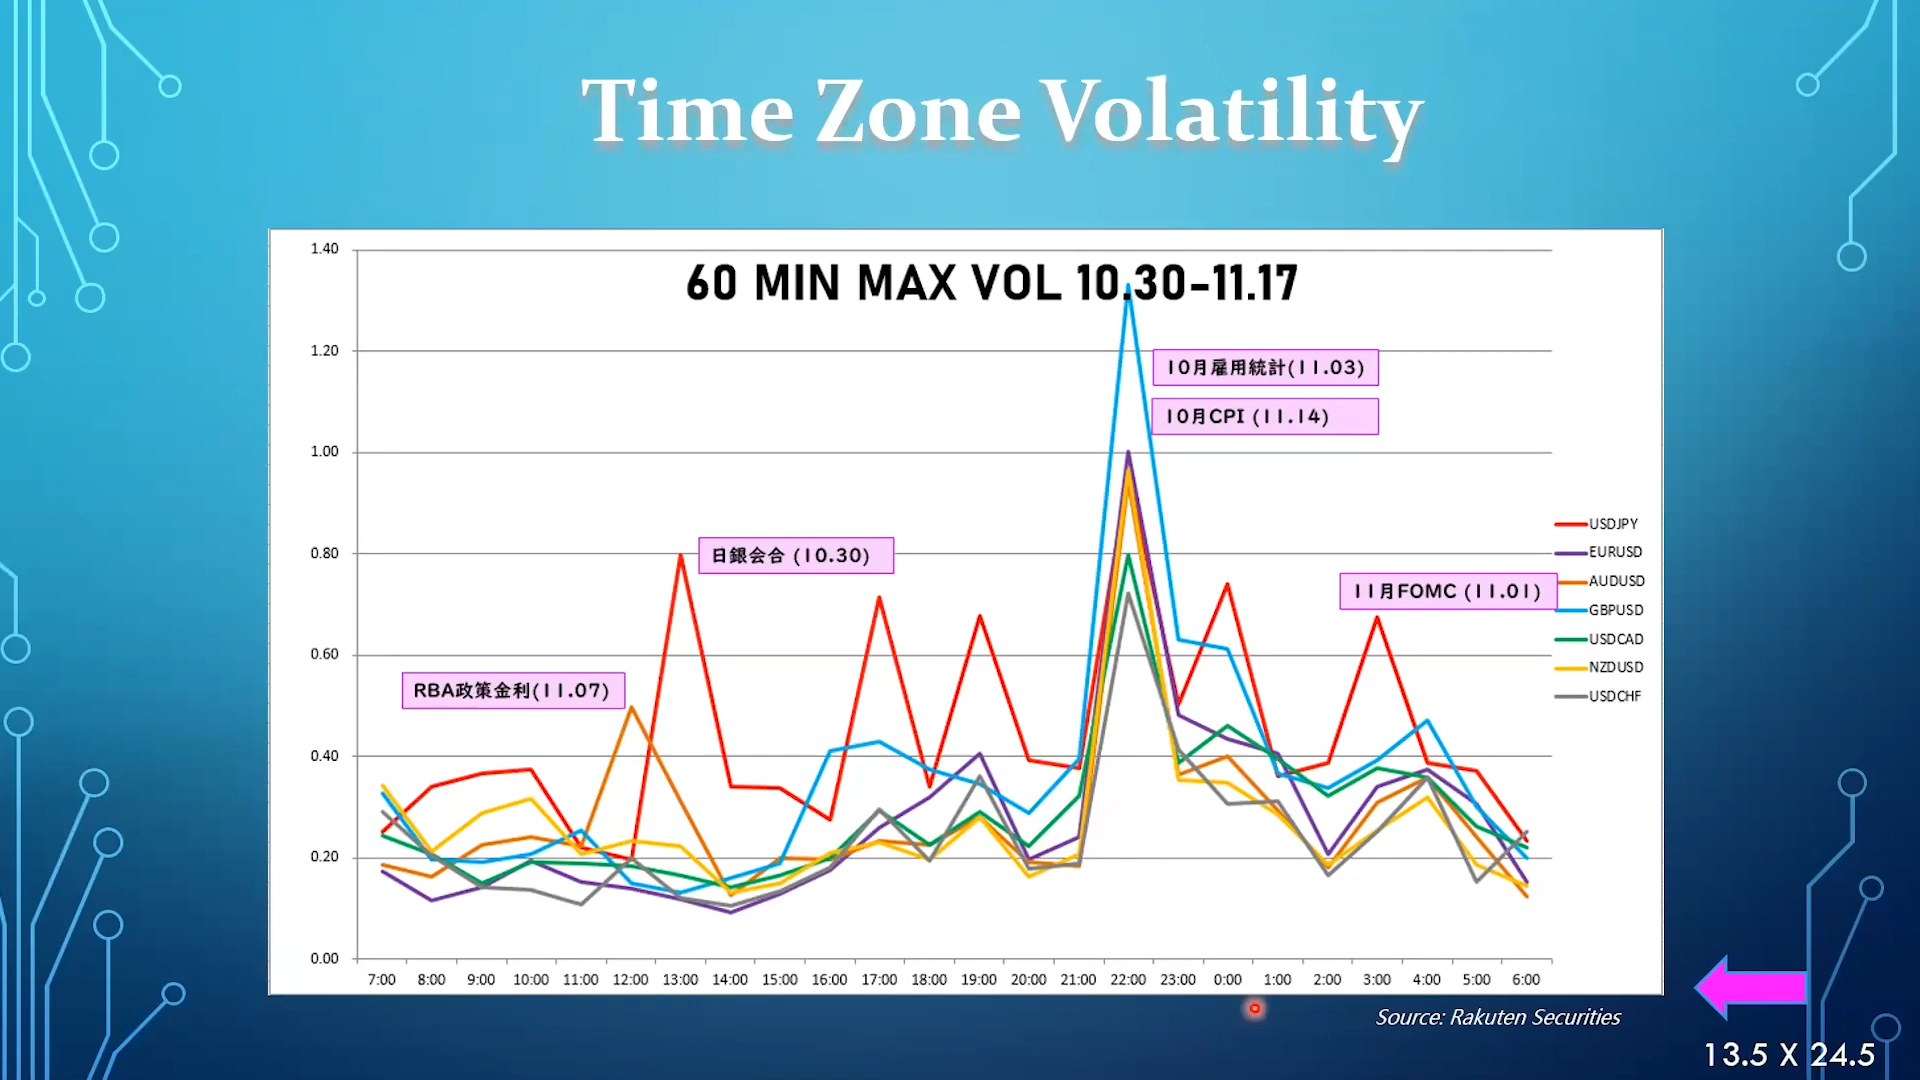 Time Zone Volatility
60 MIN MAX VOL 10.30-11.17
1.40
1.20
1.00
0.80
0.60
0.40
0.20
0.00
10月雇用統計(11.03)
10月CPI (11.14)
日銀会合 (10.30)
11月FOMC (11.01)
RBA政策金利(11.07)
USDJPY
EURUSD
AUDUSD
GBPUSD
USDCAD
NZDUSD
USDCHF
7:00 8:00 9:00 10:00 11:00 12:00 13:00 14:00 15:00 16:00 17:00 18:00 19:00 20:00 21:00 22:00 23:00 0:00 1:00 2:00 3:00 4:00 5:00 6:00
Source: Rakuten Securities
13.5 X 24.5